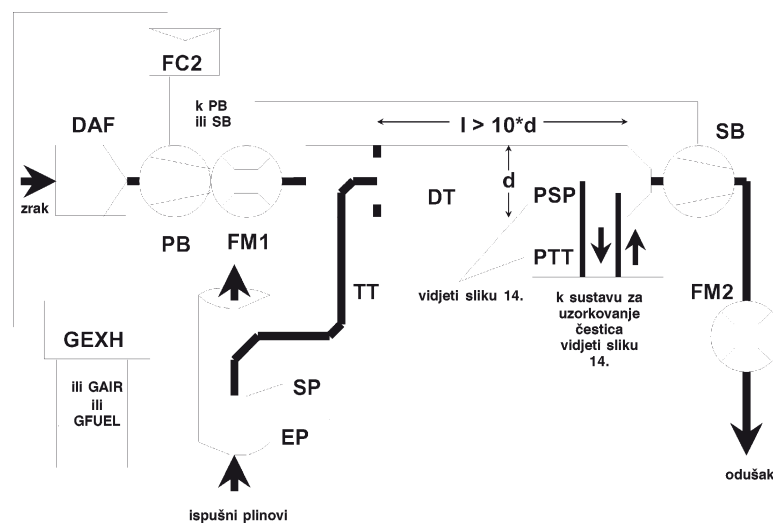 FC2
k PB
ili SB
l > 10*d
DAF
SB
zrak
d
DT
PSP
PB
FM1
PTT
TT
vidjeti sliku 14.
k sustavu za
uzorkovanje
čestica
vidjeti sliku
14.
FM2
GEXH
ili GAIR
ili
GFUEL
SP
EP
odušak
ispušni plinovi